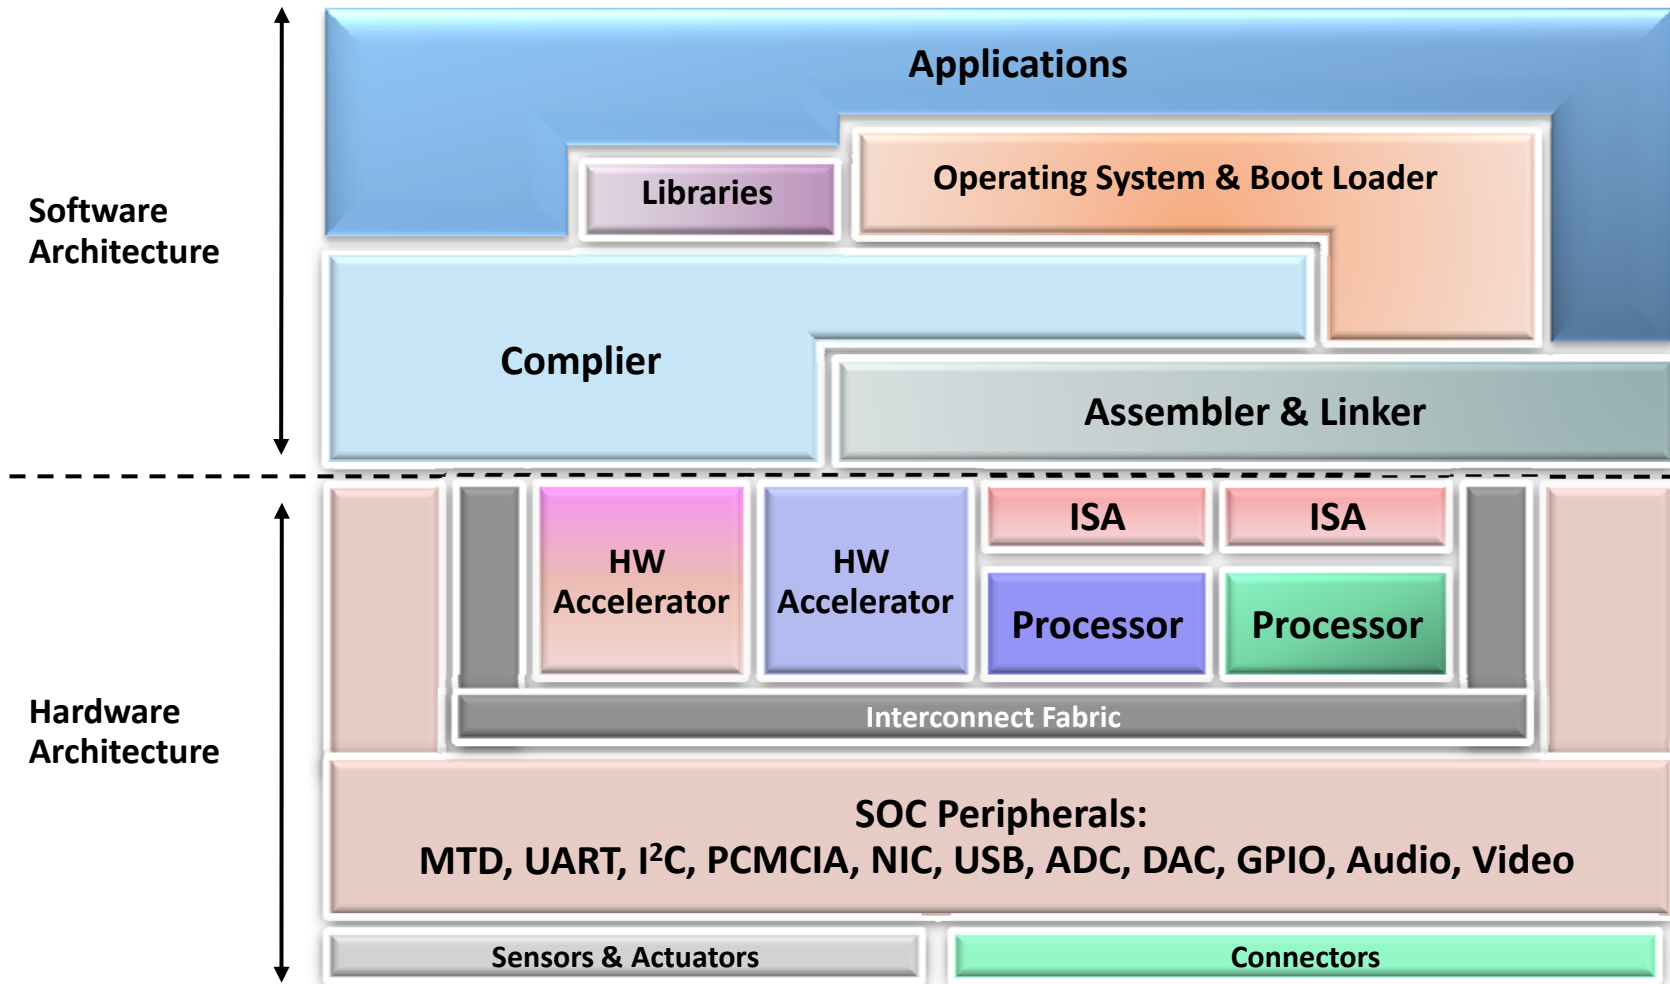 Applications
Libraries
Operating System & Boot Loader
Software
Architecture
Complier
Assembler & Linker
HW
Accelerator
HW
Accelerator
ISA
ISA
Processor
Processor
Interconnect Fabric
Hardware
Architecture
SOC Peripherals:
MTD, UART, I²C, PCMCIA, NIC, USB, ADC, DAC, GPIO, Audio, Video
Sensors & Actuators
Connectors